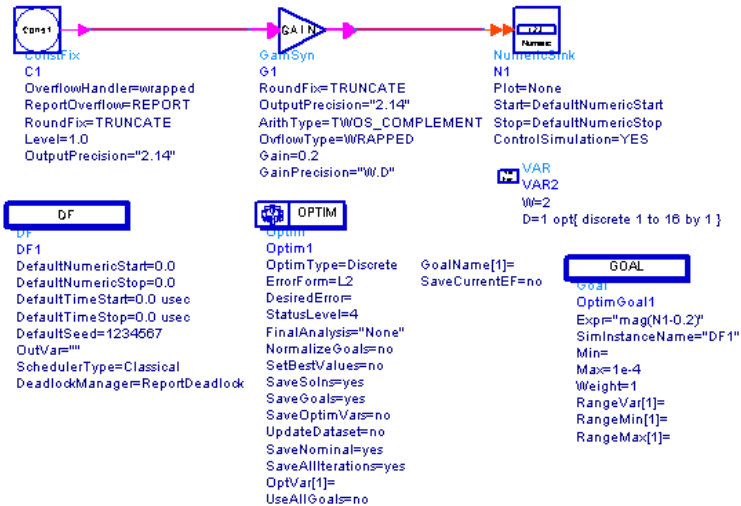 Const
GAIN
123
Numeric
ConstFix
C1
OverflowHandler=wrapped
ReportOverflow=REPORT
RoundFix=TRUNCATE
Level=1.0
OutputPrecision="2.14"
GainSyn
G1
RoundFix=TRUNCATE
OutputPrecision="2.14"
ArithType=TWOS_COMPLEMENT
OvflowType=WRAPPED
Gain=0.2
GainPrecision="W.D"
NumericSink
N1
Plot=None
Start=DefaultNumericStart
Stop=DefaultNumericStop
ControlSimulation=YES
VAR
VAR2
W=2
D=1 opt{ discrete 1 to 16 by 1 }
DF
DF
DF1
DefaultNumericStart=0.0
DefaultNumericStop=0.0
DefaultTimeStart=0.0 usec
DefaultTimeStop=0.0 usec
DefaultSeed=1234567
OutVar=""
SchedulerType=Classical
DeadlockManager=ReportDeadlock
OPTIM
Optim
Optim1
OptimType=Discrete
ErrorForm=L2
DesiredError=
StatusLevel=4
FinalAnalysis="None"
NormalizeGoals=no
SetBestValues=no
SaveSolns=yes
SaveGoals=yes
SaveOptimVars=no
UpdateDataset=no
SaveNominal=yes
SaveAllIterations=yes
OptVar[1]=
UseAllGoals=no
GoalName[1]=
SaveCurrentEF=no
GOAL
Goal
OptimGoal1
Expr="mag(N1-0.2)"
SimInstanceName="DF1"
Min=
Max=1e-4
Weight=1
RangeVar[1]=
RangeMin[1]=
RangeMax[1]=